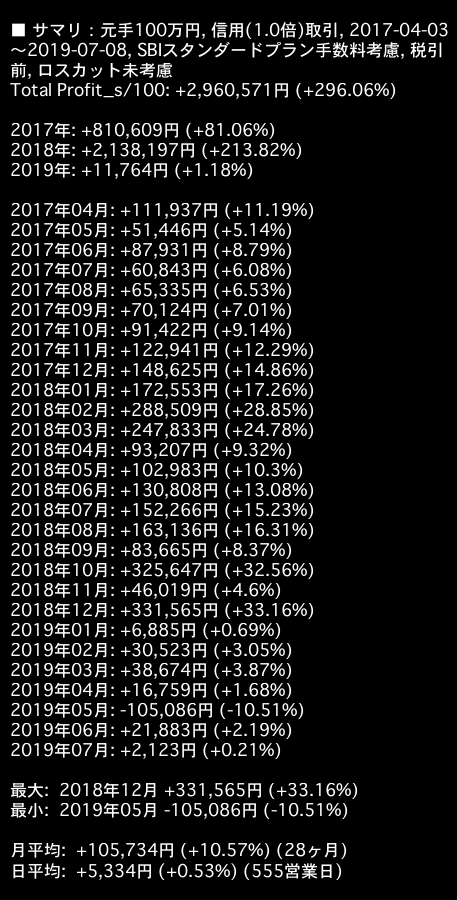 ■ サマリ：元手100万円, 信用(1.0倍)取引, 2017-04-03
～2019-07-08, SBIスタンダードプラン手数料考慮, 税引
前, ロスカット未考慮
Total Profit_s/100: +2,960,571円 (+296.06%)
2017年: +810,609円 (+81.06%)
2018年: +2,138,197円 (+213.82%)
2019年: +11,764円 (+1.18%)
2017年04月: +111,937円 (+11.19%)
2017年05月: +51,446円 (+5.14%)
2017年06月: +87,931円 (+8.79%)
2017年07月: +60,843円 (+6.08%)
2017年08月: +65,335円 (+6.53%)
2017年09月: +70,124円 (+7.01%)
2017年10月: +91,422円 (+9.14%)
2017年11月: +122,941円 (+12.29%)
2017年12月: +148,625円 (+14.86%)
2018年01月: +172,553円 (+17.26%)
2018年02月: +288,509円 (+28.85%)
2018年03月: +247,833円 (+24.78%)
2018年04月: +93,207円 (+9.32%)
2018年05月: +102,983円 (+10.3%)
2018年06月: +130,808円 (+13.08%)
2018年07月: +152,266円 (+15.23%)
2018年08月: +163,136円 (+16.31%)
2018年09月: +83,665円 (+8.37%)
2018年10月: +325,647円 (+32.56%)
2018年11月: +46,019円 (+4.6%)
2018年12月: +331,565円 (+33.16%)
2019年01月: +6,885円 (+0.69%)
2019年02月: +30,523円 (+3.05%)
2019年03月: +38,674円 (+3.87%)
2019年04月: +16,759円 (+1.68%)
2019年05月: -105,086円 (-10.51%)
2019年06月: +21,883円 (+2.19%)
2019年07月: +2,123円 (+0.21%)
最大: 2018年12月 +331,565円 (+33.16%)
最小: 2019年05月 -105,086円 (-10.51%)
月平均: +105,734円 (+10.57%) (28ヶ月)
日平均: +5,334円 (+0.53%) (555営業日)